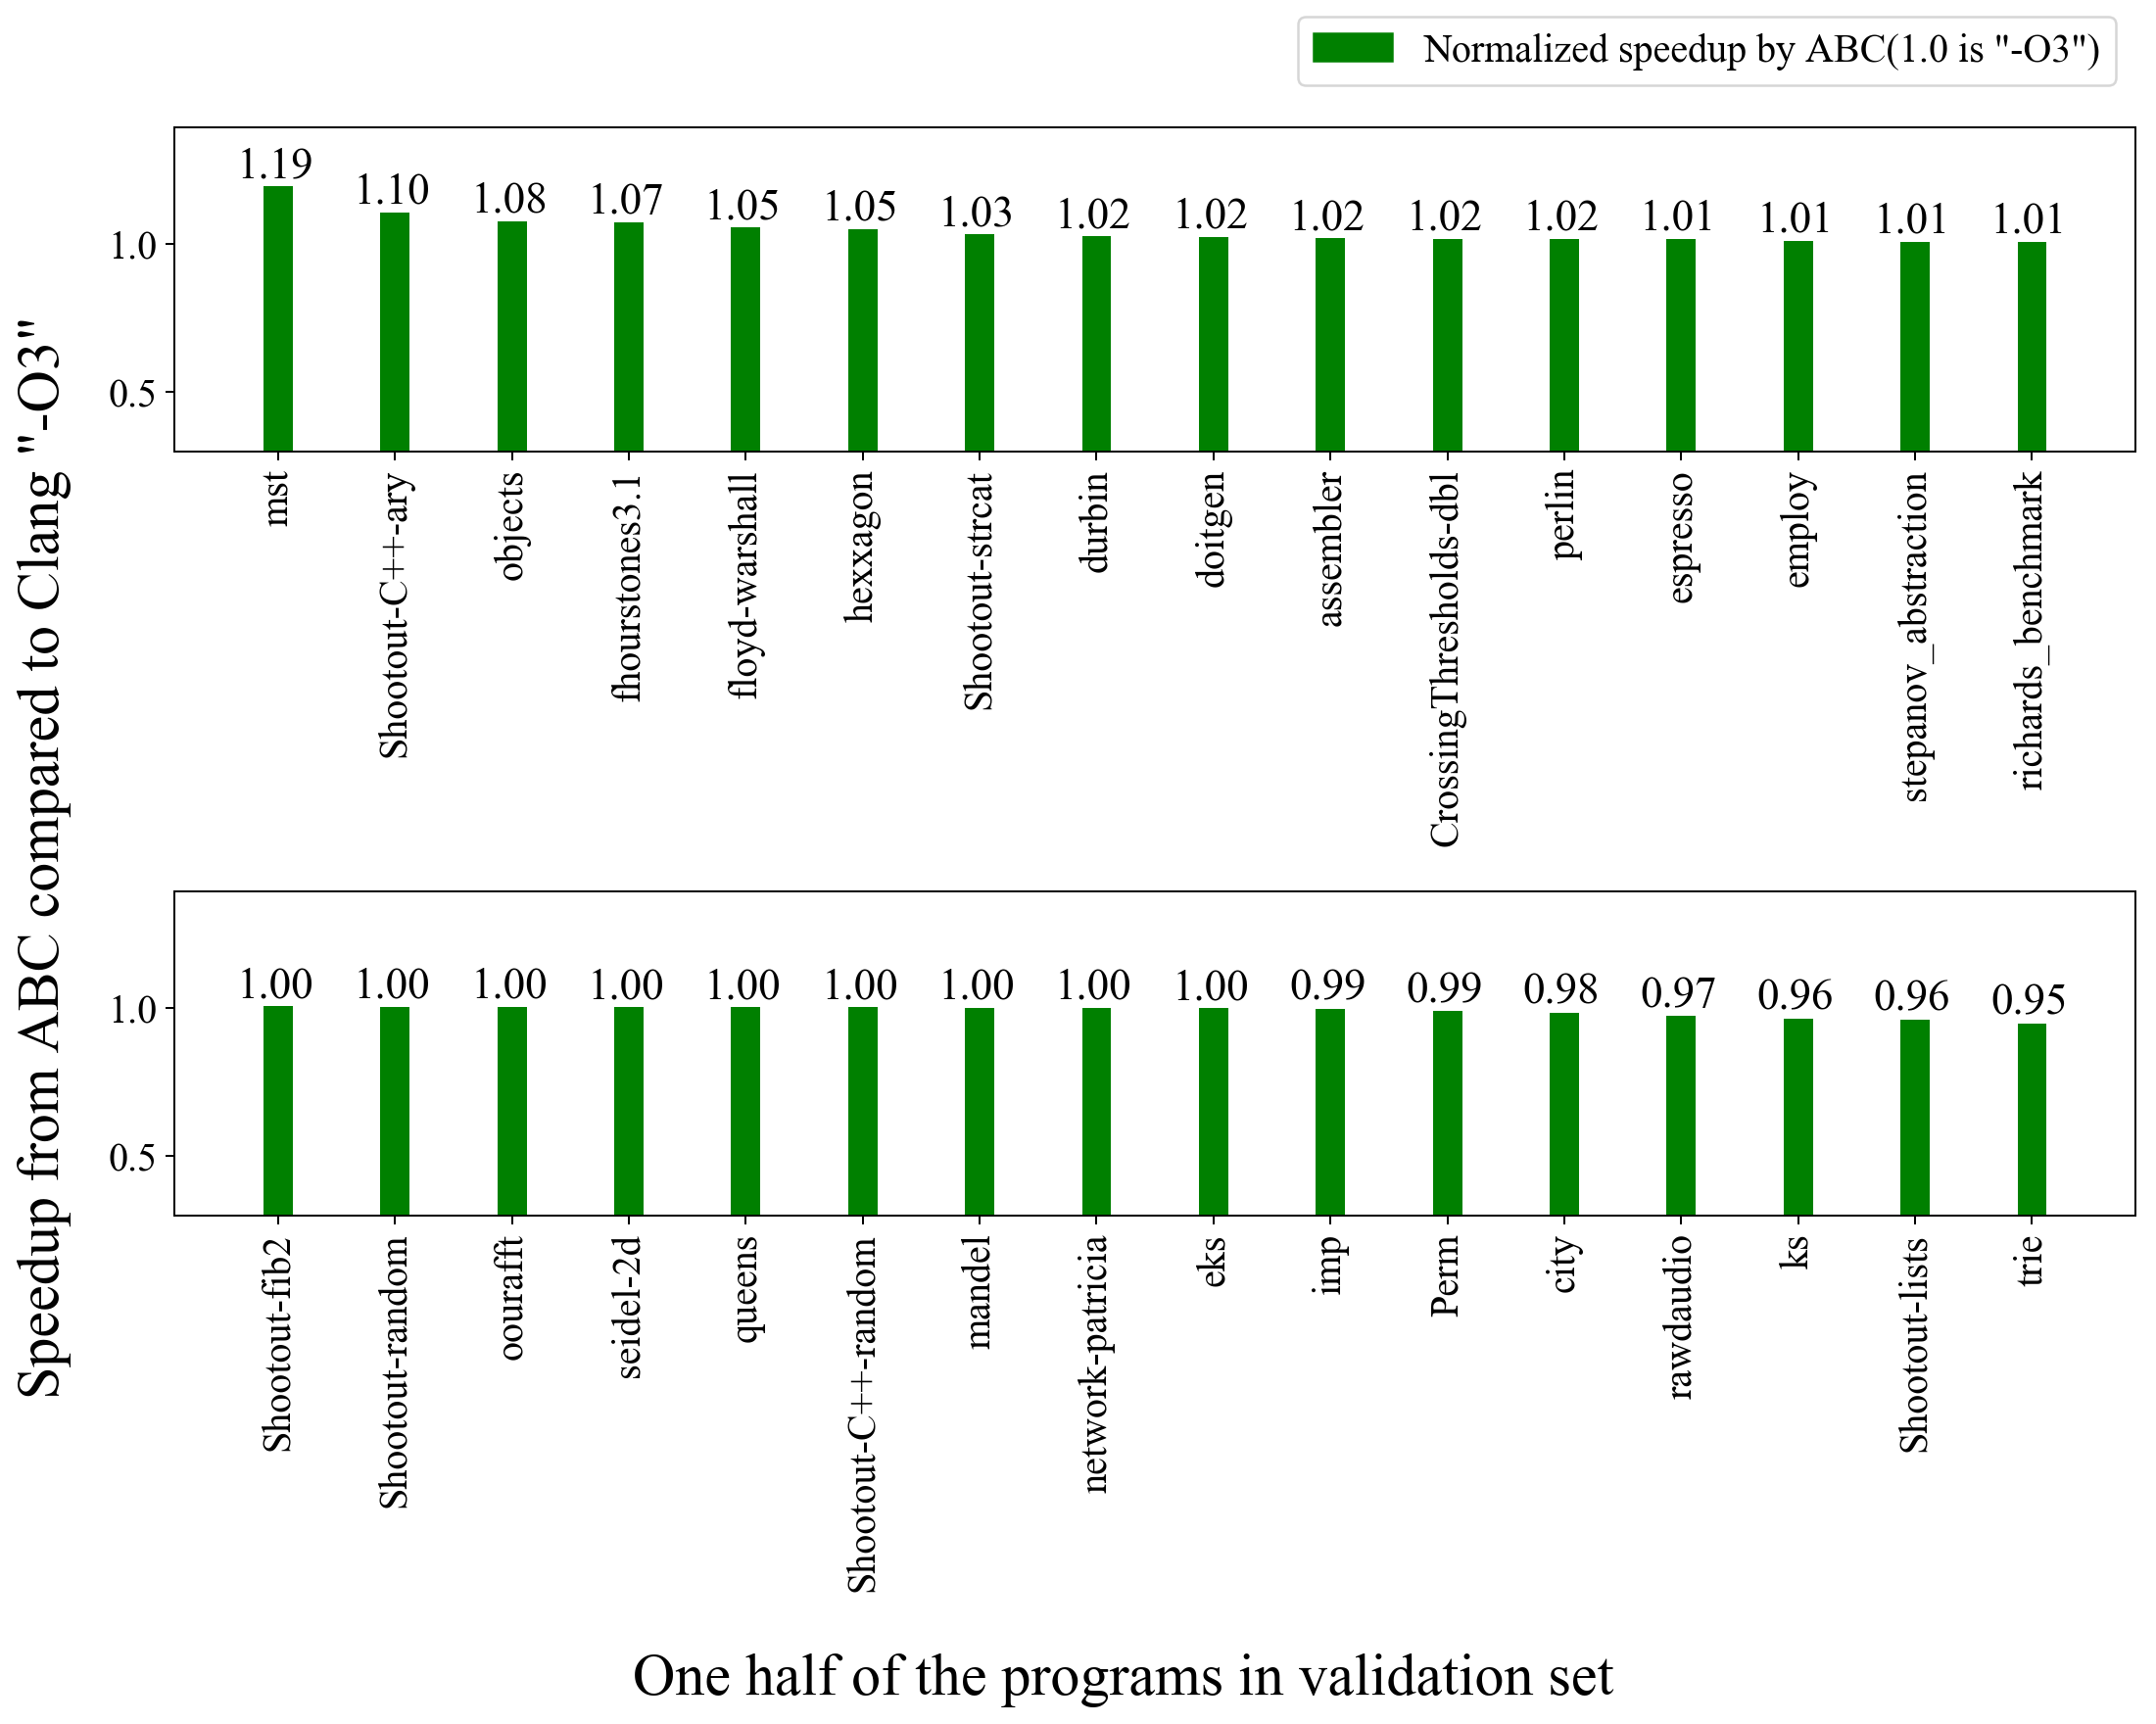 Normalized speedup by ABC(1.0 is "-O3")
Speedup from ABC compared to Clang "-O3"
1.19 1.10 1.08 1.07 1.05 1.05 1.03 1.02 1.02 1.02 1.02 1.02 1.01 1.01 1.01 1.01
1.0
0.5
mst
Shootout-C++-ary
objects
fhourstones3.1
floyd-warshall
hexxagon
Shootout-strcat
durbin
doitgen
assembler
CrossingThresholds-dbl
perlin
espresso
employ
stepanov_abstraction
richards_benchmark
1.00 1.00 1.00 1.00 1.00 1.00 1.00 1.00 1.00 0.99 0.99 0.98 0.97 0.96 0.96 0.95
1.0
0.5
Shootout-fib2
Shootout-random
oourafft
seidel-2d
queens
Shootout-C++-random
mandel
network-patricia
eks
imp
Perm
city
rawdaudio
ks
Shootout-lists
trie
One half of the programs in validation set